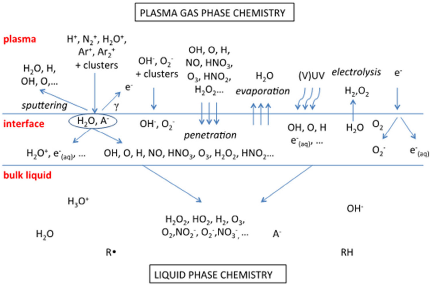 PLASMA GAS PHASE CHEMISTRY
plasma
H⁺, N₂⁺, H₂O⁺,
Ar⁺, Ar₂⁺
+ clusters
H₂O, H,
OH, O,...
sputtering
e⁻
γ
OH⁻, O₂⁻
+ clusters
OH, O, H,
NO, HNO₃,
O₃, HNO₂,
H₂O₂...
H₂O
evaporation
(V)UV
electrolysis
H₂,O₂
e⁻
interface
H₂O, A⁻
OH⁻, O₂⁻
penetration
OH, O, H
e⁻(aq), ...
H₂O
O₂
H₂O⁺, e⁻(aq), ...
OH, O, H, NO, HNO₃, O₃, H₂O₂, HNO₂...
O₂⁻
e⁻(aq)
bulk liquid
H₃O⁺
H₂O
R•
H₂O₂, HO₂, H₂, O₃,
O₂,NO₂⁻, O₂⁻,NO₃⁻, ...
A⁻
OH⁻
RH
LIQUID PHASE CHEMISTRY